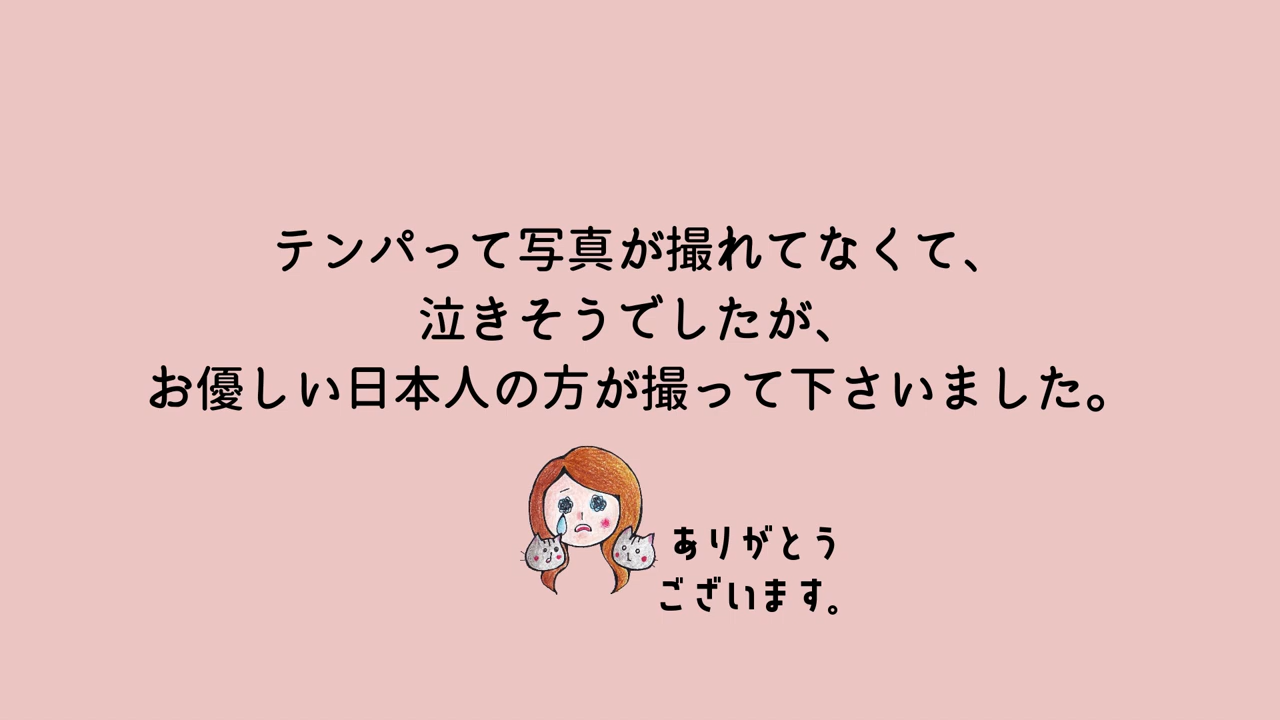 テンパって写真が撮れてなくて、
泣きそうでしたが、
お優しい日本人の方が撮って下さいました。
ありがとう
ございます。